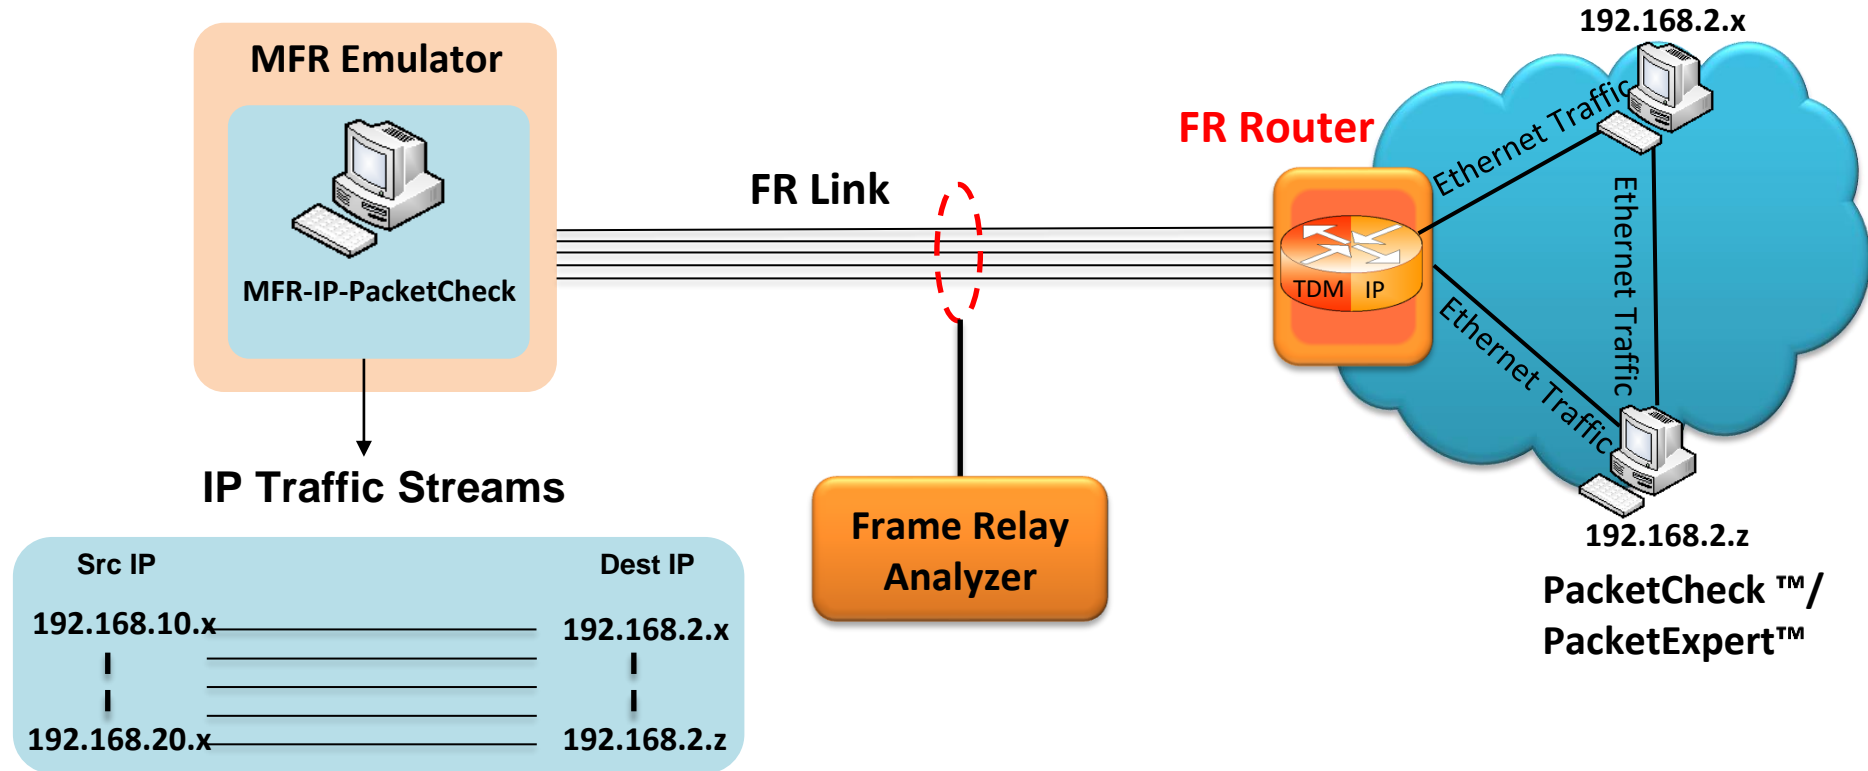 MFR Emulator
MFR-IP-PacketCheck
IP Traffic Streams
Src IP
Dest IP
192.168.10.x
192.168.2.x
192.168.20.x
192.168.2.z
FR Link
Frame Relay
Analyzer
FR Router
TDM
IP
192.168.2.x
Ethernet Traffic
Ethernet Traffic
Ethernet Traffic
192.168.2.z
PacketCheck ™/
PacketExpert™